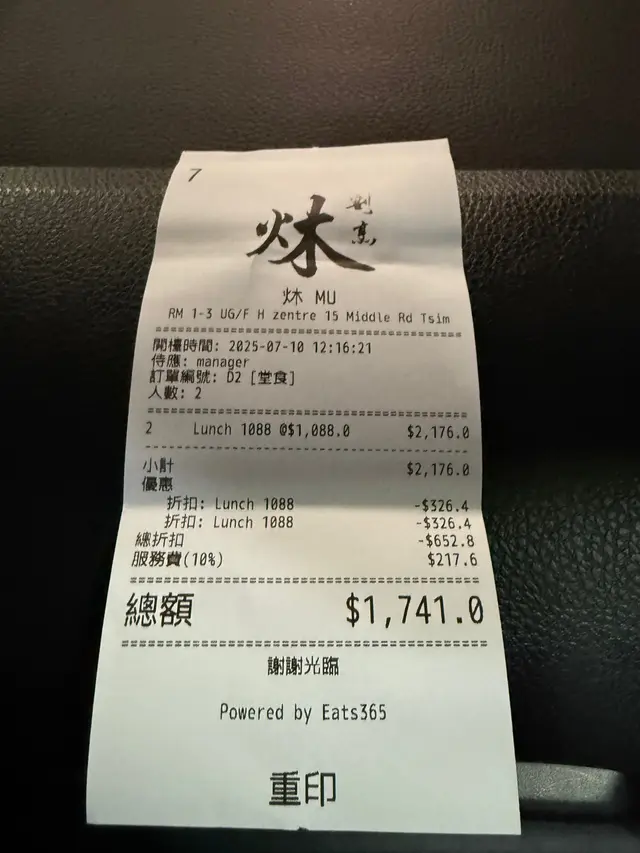 7
炑 割烹
炑 MU
RM 1-3 UG/F H zentre 15 Middle Rd Tsim
開檯時間: 2025-07-10 12:16:21
侍應: manager
訂單編號: D2 [堂食]
人數: 2
2 Lunch 1088 @$1,088.0 $2,176.0
小計 $2,176.0
優惠
折扣: Lunch 1088 -$326.4
折扣: Lunch 1088 -$326.4
總折扣 -$652.8
服務費(10%) $217.6
總額 $1,741.0
謝謝光臨
Powered by Eats365
重印